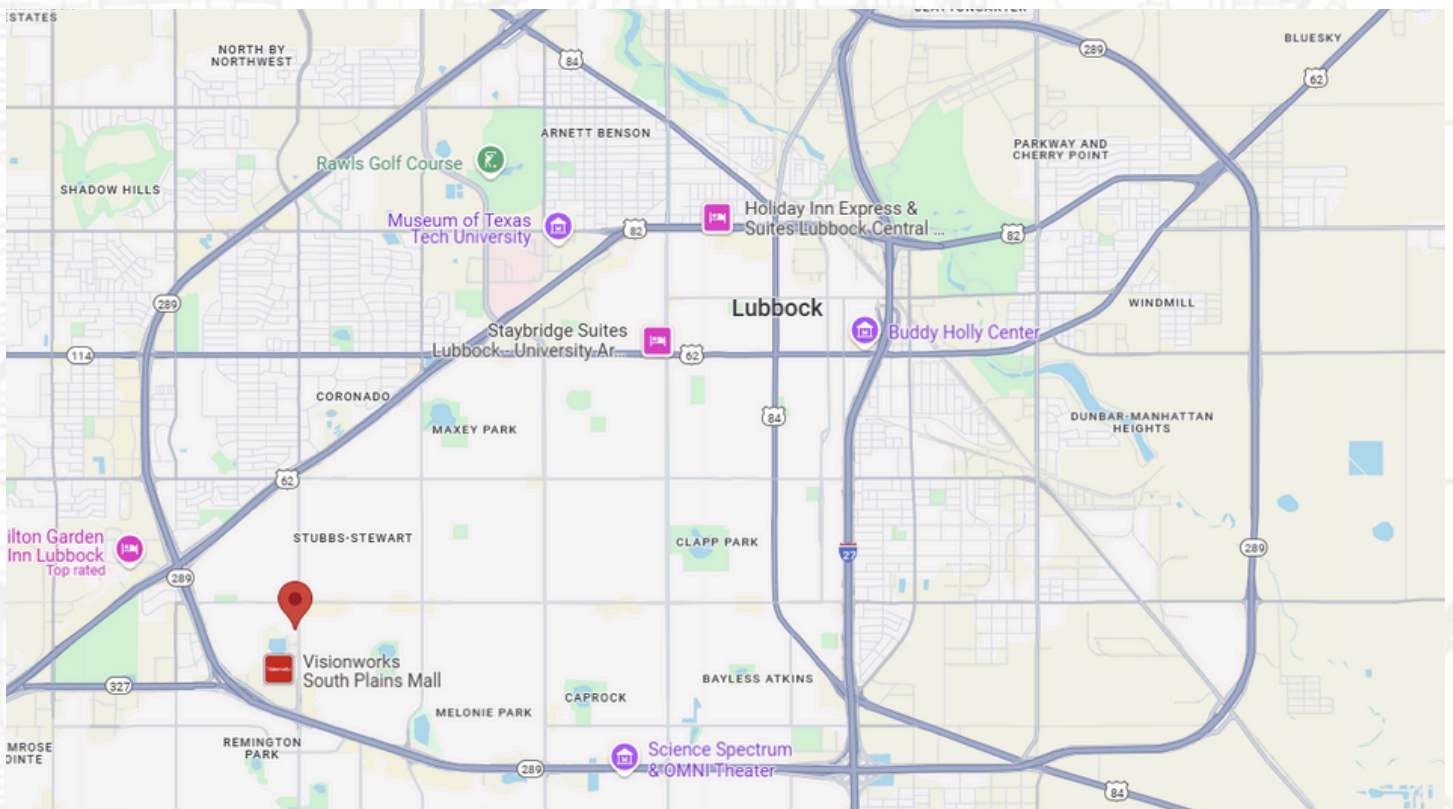 ESTATES
84
289
BLUESKY
62
NORTH BY
NORTHWEST
ARNETT BENSON
PARKWAY AND
CHERRY POINT
Rawls Golf Course
SHADOW HILLS
Museum of Texas
Tech University
82
Holiday Inn Express &
Suites Lubbock Central ...
82
289
Lubbock
WINDMILL
Staybridge Suites
Lubbock - University Ar...
62
Buddy Holly Center
114
CORONADO
MAXEY PARK
84
DUNBAR-MANHATTAN
HEIGHTS
62
STUBBS-STEWART
CLAPP PARK
ilton Garden
Inn Lubbock
Top rated
27
289
289
Visionworks
South Plains Mall
327
BAYLESS ATKINS
CAPROCK
MELONIE PARK
MROSE
OINTE
REMINGTON
PARK
Science Spectrum
& OMNI Theater
289
84